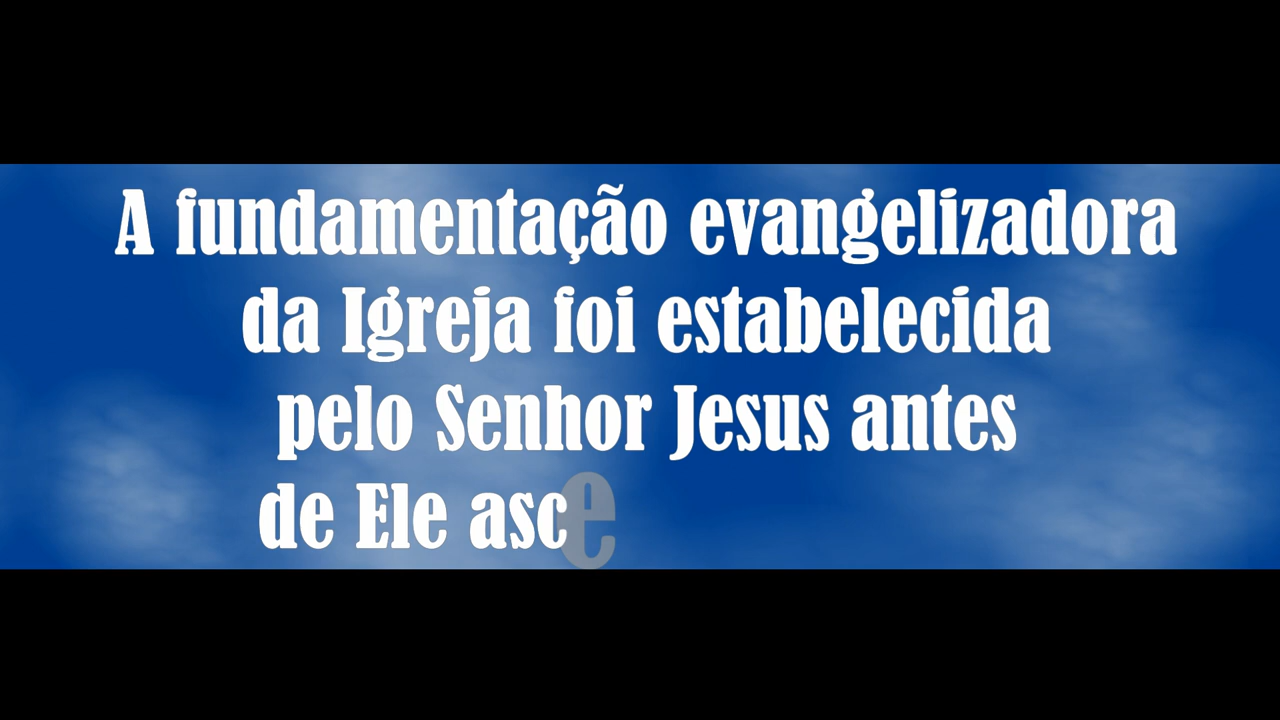 A fundamentação evangelizadora
da Igreja foi estabelecida
pelo Senhor Jesus antes
de Ele asce